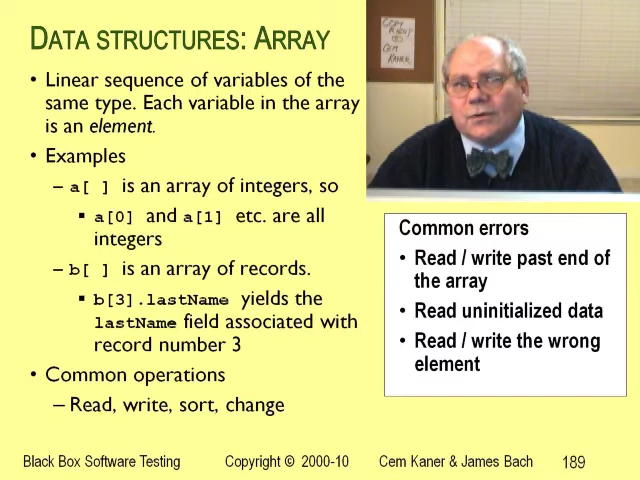 DATA STRUCTURES: ARRAY
• Linear sequence of variables of the
same type. Each variable in the array
is an element.
• Examples
– a[ ] is an array of integers, so
▪ a[0] and a[1] etc. are all
integers
– b[ ] is an array of records.
▪ b[3].lastName yields the
lastName field associated with
record number 3
• Common operations
– Read, write, sort, change
COPY
RIGHT
CEM
KANER
Common errors
• Read / write past end of
the array
• Read uninitialized data
• Read / write the wrong
element
Black Box Software Testing Copyright © 2000-10 Cem Kaner & James Bach 189